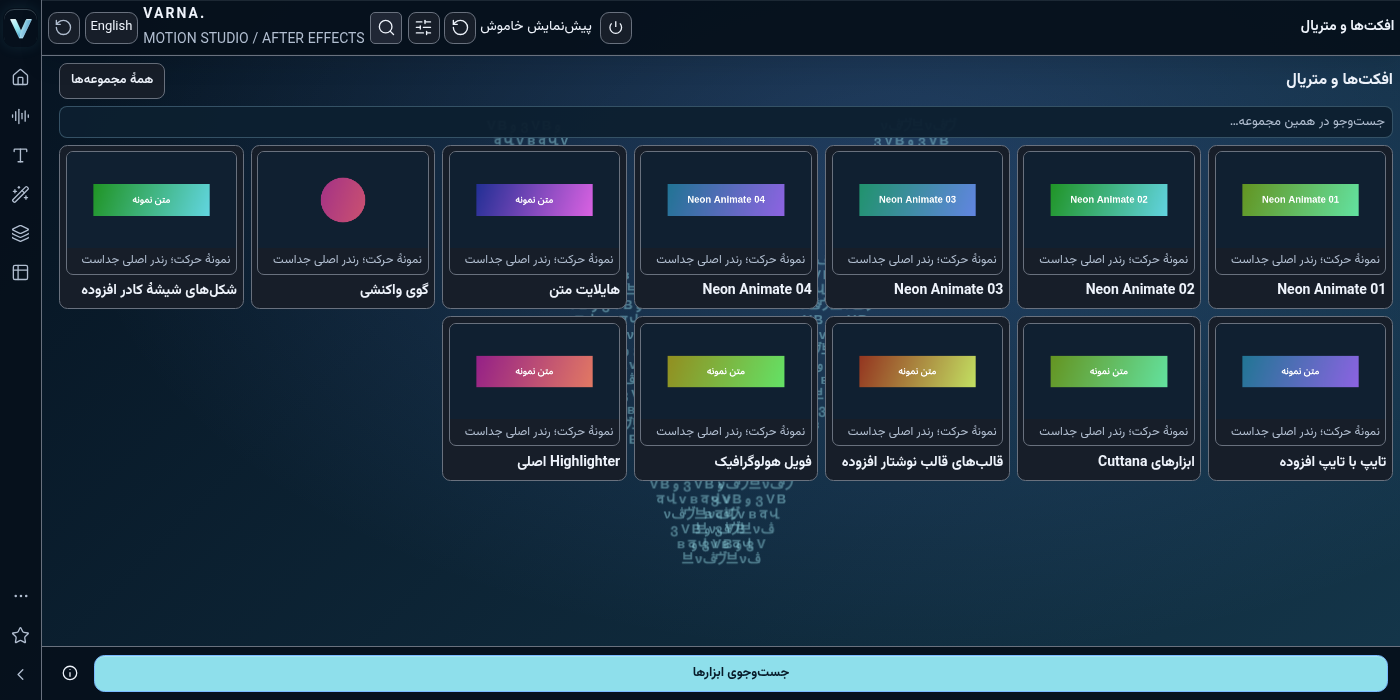 افکت‌ها و متریال
پیش‌نمایش خاموش
VARNA.
MOTION STUDIO / AFTER EFFECTS
English
افکت‌ها و متریال
همهٔ مجموعه‌ها
جست‌وجو در همین مجموعه...
Neon Animate 01
نمونهٔ حرکت؛ رندر اصلی جداست
Neon Animate 01
Neon Animate 02
نمونهٔ حرکت؛ رندر اصلی جداست
Neon Animate 02
Neon Animate 03
نمونهٔ حرکت؛ رندر اصلی جداست
Neon Animate 03
Neon Animate 04
نمونهٔ حرکت؛ رندر اصلی جداست
Neon Animate 04
متن نمونه
نمونهٔ حرکت؛ رندر اصلی جداست
هایلایت متن
نمونهٔ حرکت؛ رندر اصلی جداست
گوی واکنشی
متن نمونه
نمونهٔ حرکت؛ رندر اصلی جداست
شکل‌های شیشهٔ کادر افزوده
متن نمونه
نمونهٔ حرکت؛ رندر اصلی جداست
تایپ با تایپ افزوده
متن نمونه
نمونهٔ حرکت؛ رندر اصلی جداست
ابزارهای Cuttana
متن نمونه
نمونهٔ حرکت؛ رندر اصلی جداست
قالب‌های قالب نوشتار افزوده
متن نمونه
نمونهٔ حرکت؛ رندر اصلی جداست
فویل هولوگرافیک
متن نمونه
نمونهٔ حرکت؛ رندر اصلی جداست
Highlighter اصلی
جست‌وجوی ابزارها